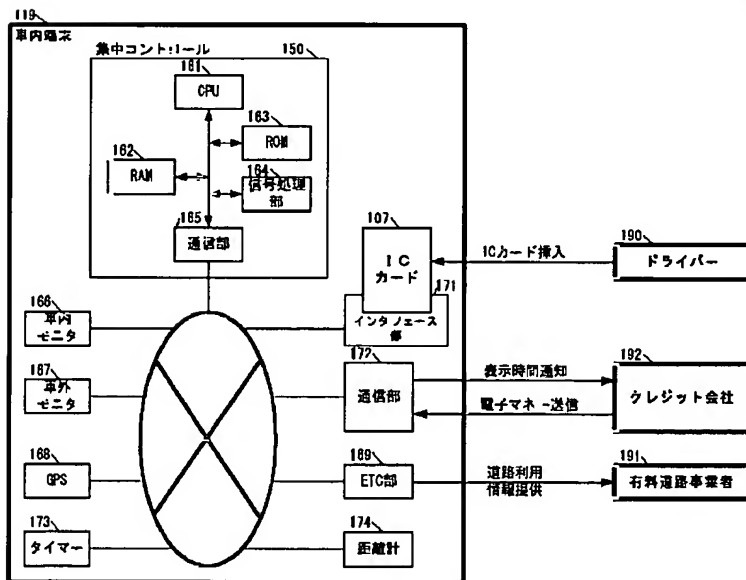 119
車内端末
集中コントロール
150
161
CPU
163
ROM
162
RAM
164
信号処理
部
165
通信部
107
IC
カード
171
インタフェース
部
ICカード挿入
190
ドライバー
166
車内
モニタ
172
通信部
表示時間通知
電子マネー送信
192
クレジット会社
167
車外
モニタ
168
GPS
169
ETC部
道路利用
情報提供
191
有料道路事業者
173
タイマー
174
距離計